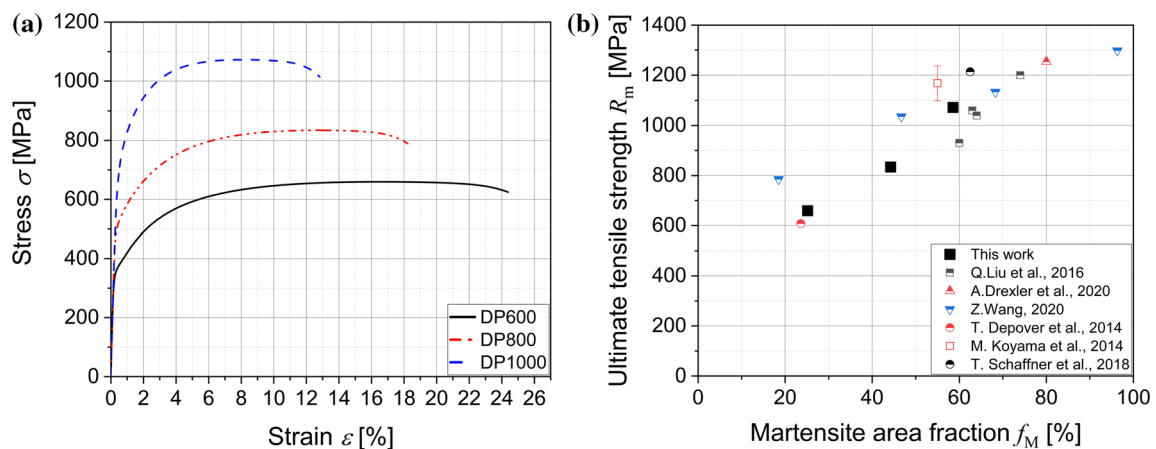 (a)
1200
1000
800
600
400
200
0
Stress σ [MPa]
0 2 4 6 8 10 12 14 16 18 20 22 24 26
Strain ε [%]
DP600
DP800
DP1000
(b)
1400
1200
1000
800
600
400
200
0
Ultimate tensile strength Rm [MPa]
0 20 40 60 80 100
Martensite area fraction fM [%]
This work
Q.Liu et al., 2016
A.Drexler et al., 2020
Z.Wang, 2020
T. Depover et al., 2014
M. Koyama et al., 2014
T. Schaffner et al., 2018